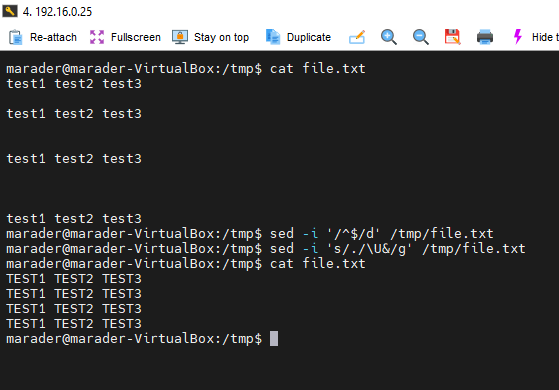 4. 192.16.0.25
Re-attach Fullscreen Stay on top Duplicate Hide t
marader@marader-VirtualBox:/tmp$ cat file.txt
test1 test2 test3
test1 test2 test3
test1 test2 test3
test1 test2 test3
marader@marader-VirtualBox:/tmp$ sed -i '/^$/d' /tmp/file.txt
marader@marader-VirtualBox:/tmp$ sed -i 's/./\U&/g' /tmp/file.txt
marader@marader-VirtualBox:/tmp$ cat file.txt
TEST1 TEST2 TEST3
TEST1 TEST2 TEST3
TEST1 TEST2 TEST3
TEST1 TEST2 TEST3
marader@marader-VirtualBox:/tmp$